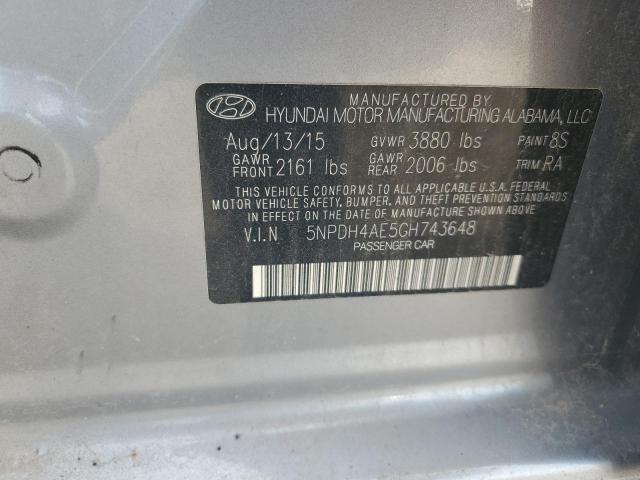 MANUFACTURED BY
HYUNDAI MOTOR MANUFACTURING ALABAMA, LLC
Aug/13/15 GVWR 3880 lbs PAINT 8S
GAWR FRONT 2161 lbs GAWR REAR 2006 lbs TRIM RA
THIS VEHICLE CONFORMS TO ALL APPLICABLE U.S.A. FEDERAL
MOTOR VEHICLE SAFETY, BUMPER, AND THEFT PREVENTION STANDARDS
IN EFFECT ON THE DATE OF MANUFACTURE SHOWN ABOVE.
V.I.N 5NPDH4AE5GH743648
PASSENGER CAR